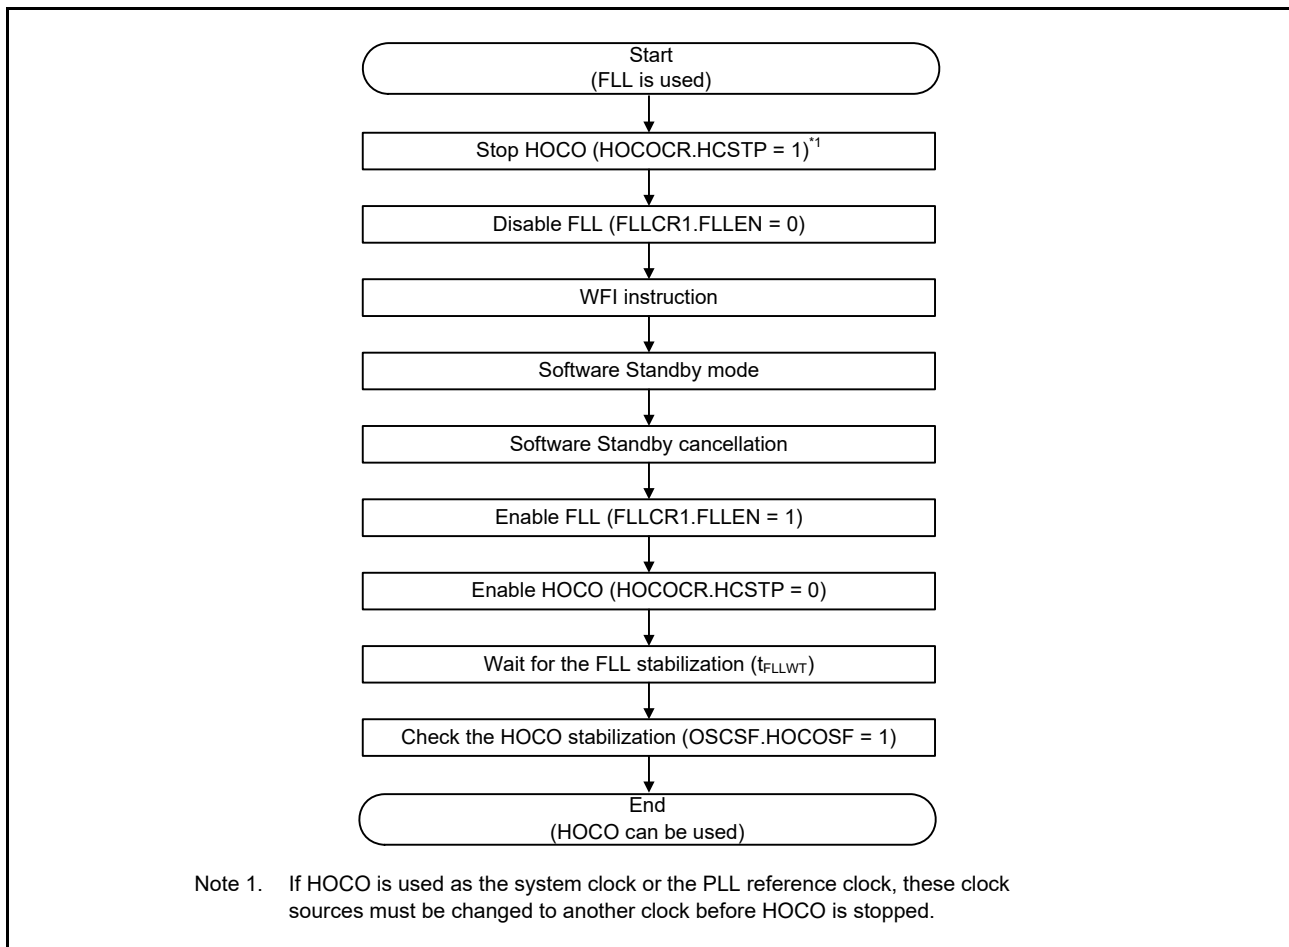 Start
(FLL is used)
Stop HOCO (HOCOCR.HCSTP = 1)*1
Disable FLL (FLLCR1.FLLEN = 0)
WFI instruction
Software Standby mode
Software Standby cancellation
Enable FLL (FLLCR1.FLLEN = 1)
Enable HOCO (HOCOCR.HCSTP = 0)
Wait for the FLL stabilization (tFLLWT)
Check the HOCO stabilization (OSCSF.HOCOSF = 1)
End
(HOCO can be used)
Note 1. If HOCO is used as the system clock or the PLL reference clock, these clock
sources must be changed to another clock before HOCO is stopped.